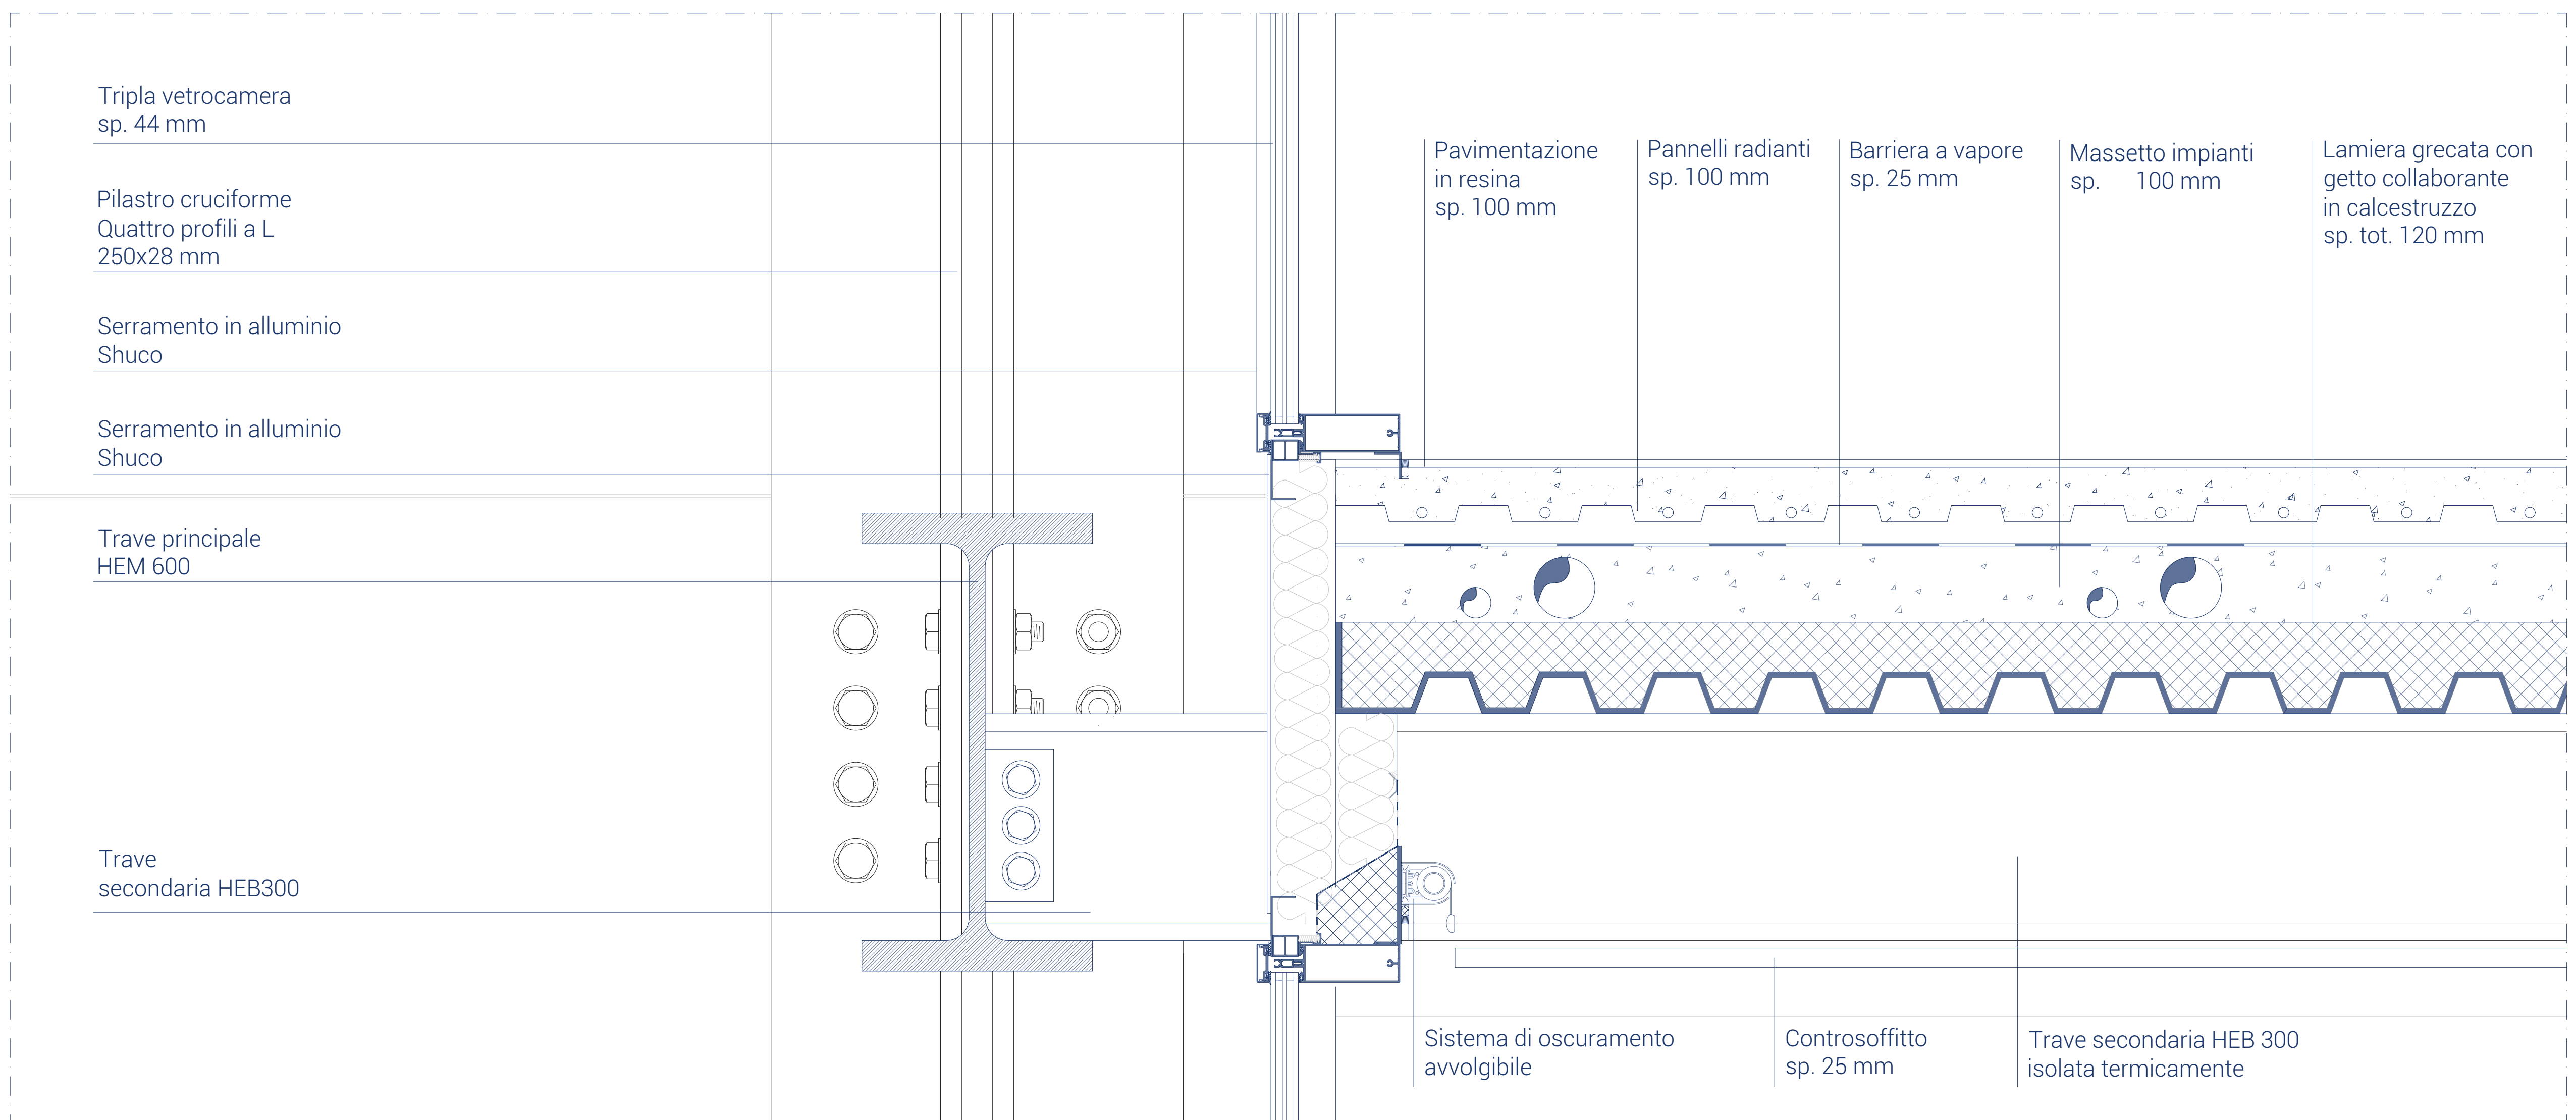 Tripla vetrocamera
sp. 44 mm
Pilastro cruciforme
Quattro profili a L
250x28 mm
Serramento in alluminio
Shuco
Serramento in alluminio
Shuco
Trave principale
HEM 600
Trave
secondaria HEB300
Pavimentazione
in resina
sp. 100 mm
Pannelli radianti
sp. 100 mm
Barriera a vapore
sp. 25 mm
Massetto impianti
sp. 100 mm
Lamiera grecata con
getto collaborante
in calcestruzzo
sp. tot. 120 mm
Sistema di oscuramento
avvolgibile
Controsoffitto
sp. 25 mm
Trave secondaria HEB 300
isolata termicamente